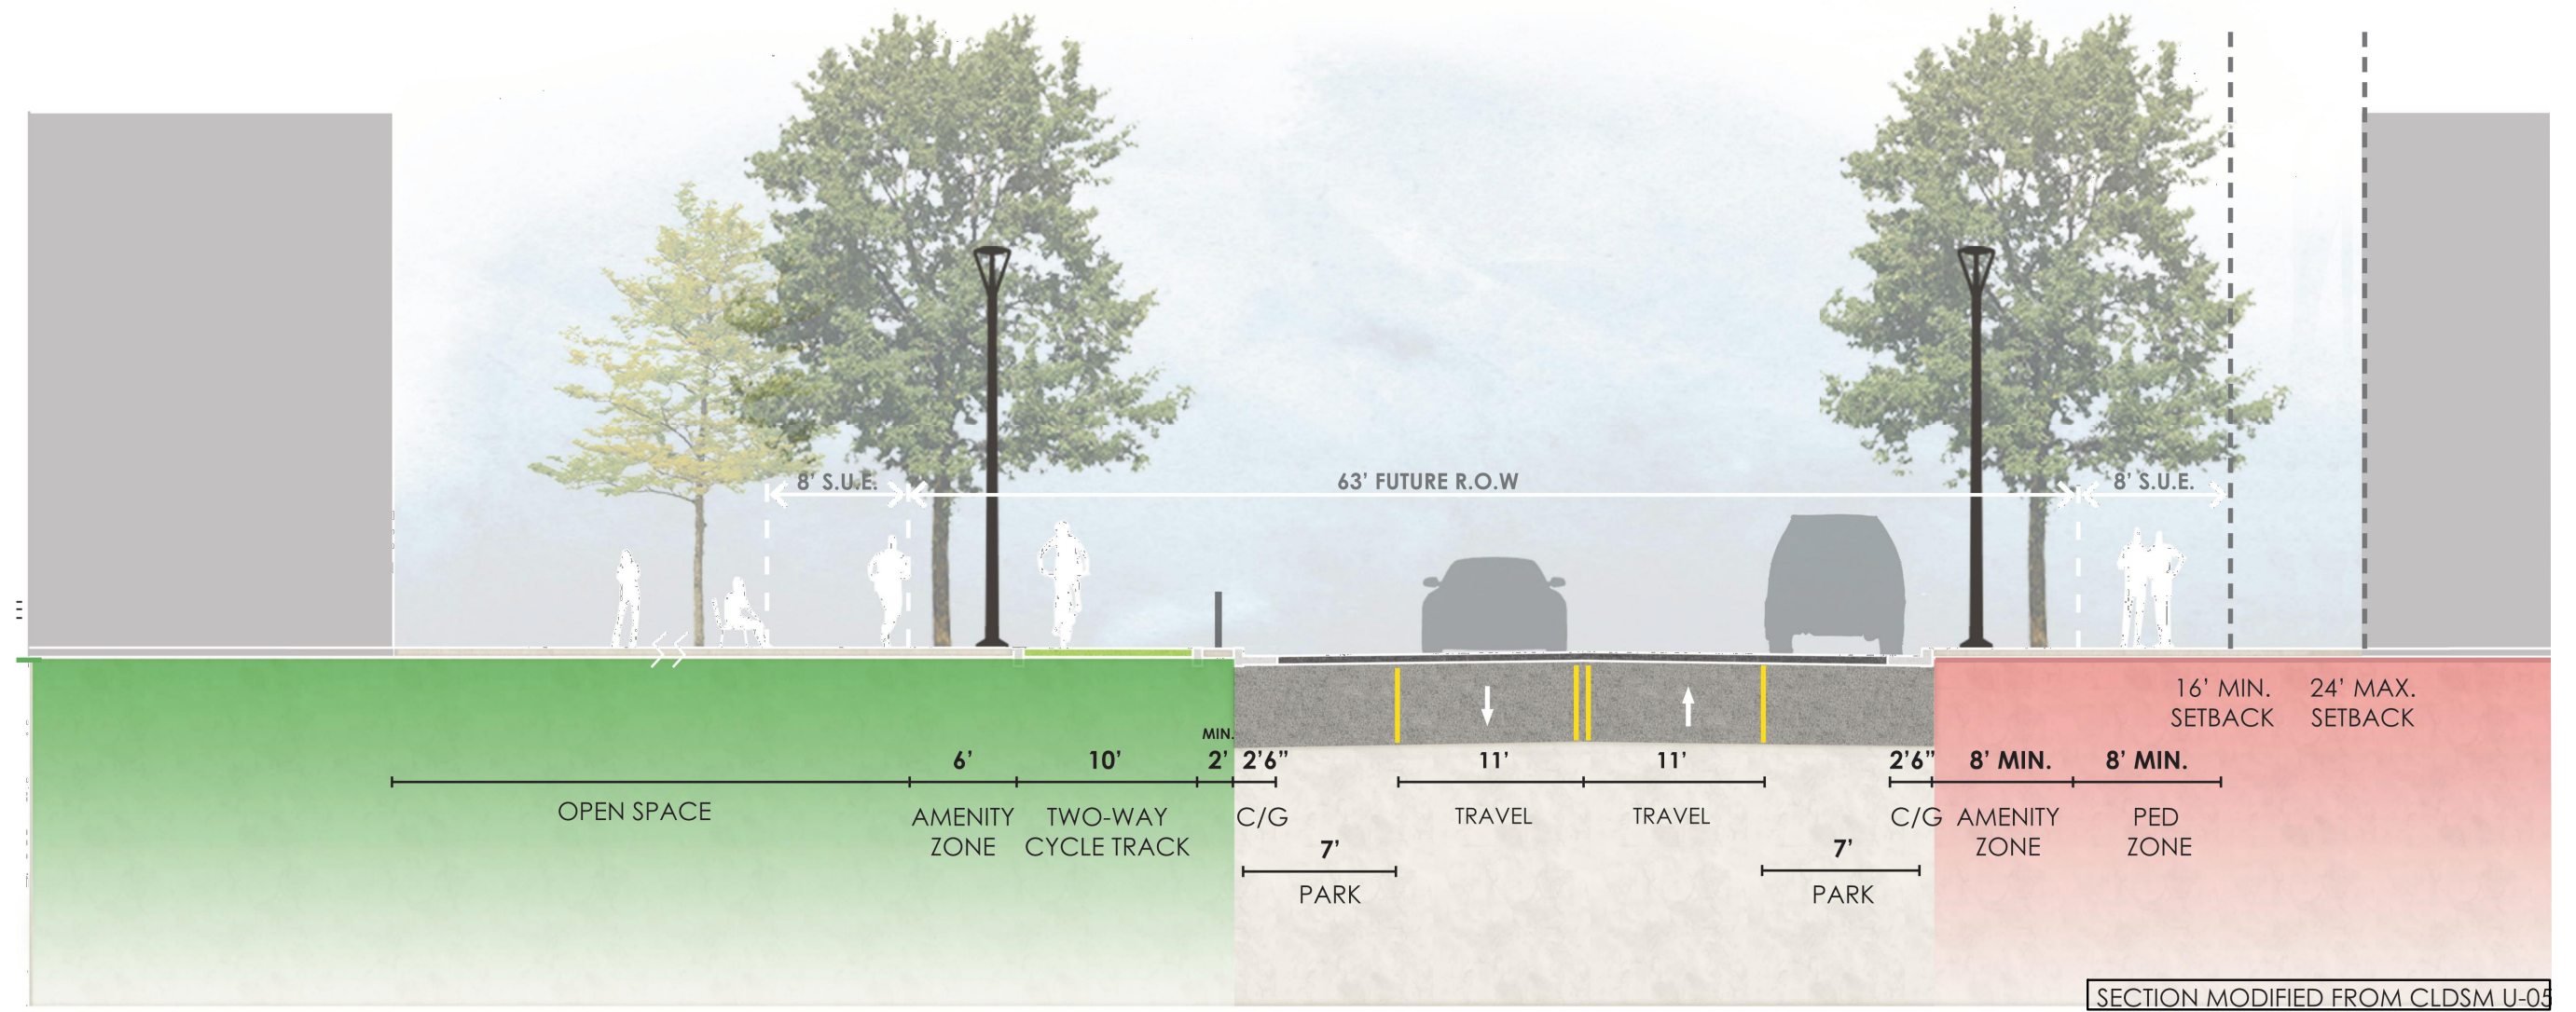 8' S.U.E.
63' FUTURE R.O.W
8' S.U.E.
16' MIN.
SETBACK
24' MAX.
SETBACK
MIN.
6'
10'
2'
2'6"
11'
11'
2'6"
8' MIN.
8' MIN.
OPEN SPACE
AMENITY
ZONE
TWO-WAY
CYCLE TRACK
C/G
TRAVEL
TRAVEL
C/G
AMENITY
ZONE
PED
ZONE
7'
PARK
7'
PARK
SECTION MODIFIED FROM CLDSM U-05